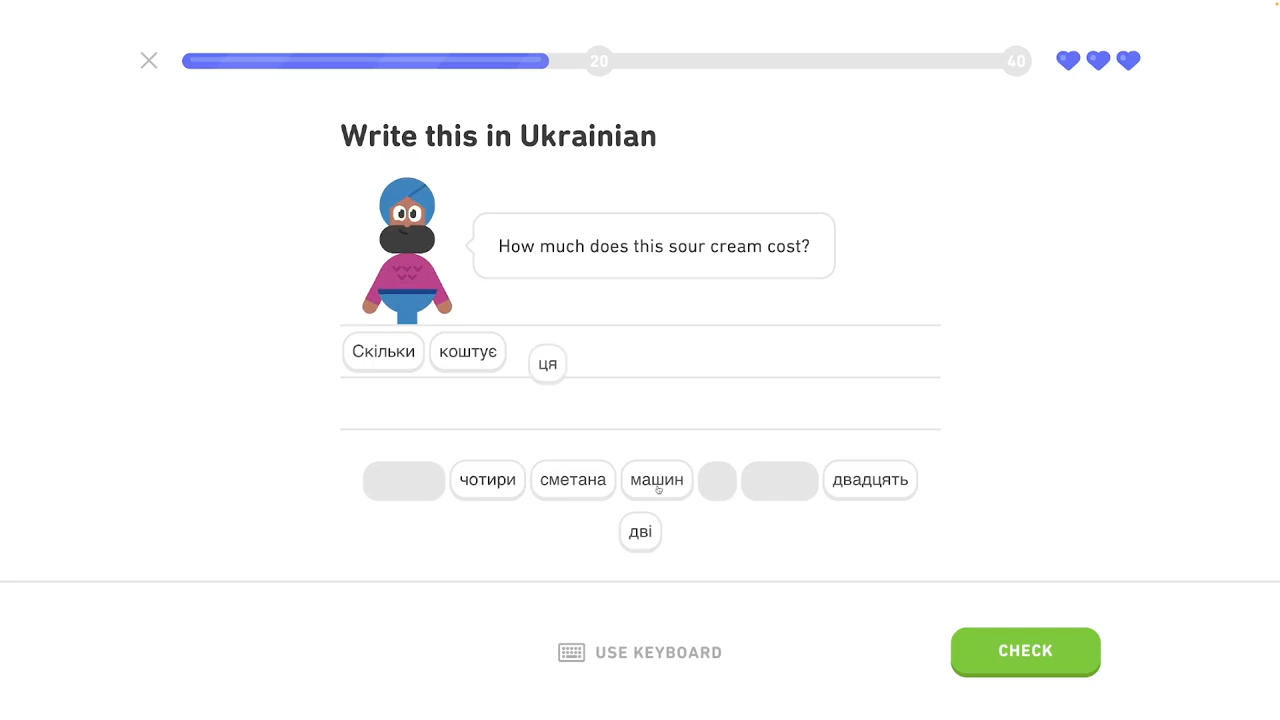 20 40
Write this in Ukrainian
How much does this sour cream cost?
Скільки коштує ця
чотири сметана машин двадцять
дві
USE KEYBOARD CHECK